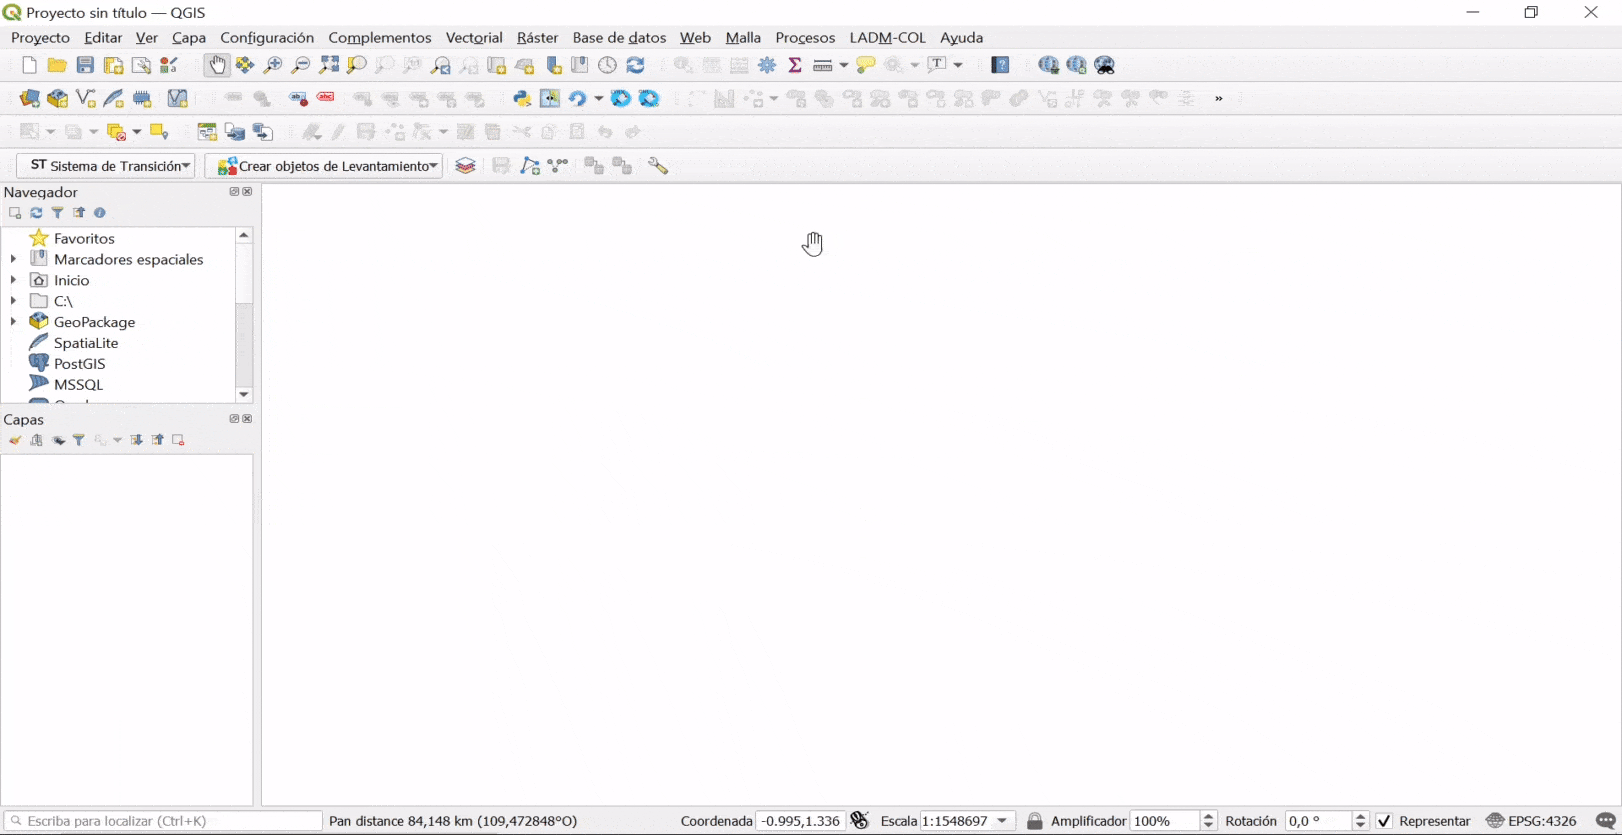 Proyecto sin título — QGIS
Proyecto Editar Ver Capa Configuración Complementos Vectorial Ráster Base de datos Web Malla Procesos LADM-COL Ayuda
ST Sistema de Transición Crear objetos de Levantamiento
Navegador
Favoritos
Marcadores espaciales
Inicio
C:\
GeoPackage
SpatiaLite
PostGIS
MSSQL
Capas
Escriba para localizar (Ctrl+K) Pan distance 84,148 km (109,472848°O) Coordenada -0.995,1.336 Escala 1:1548697 Amplificador 100% Rotación 0,0 ° Representar EPSG:4326